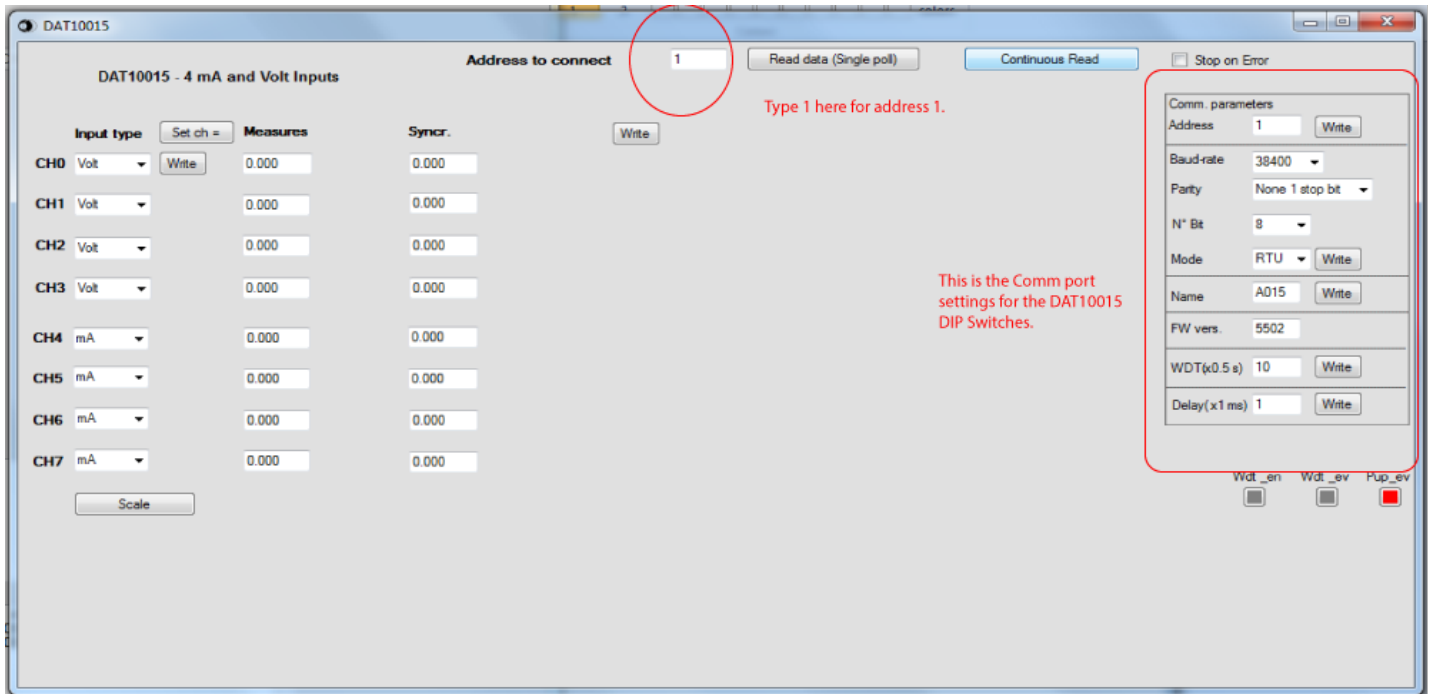 DAT10015
Address to connect 1 Read data (Single poll) Continuous Read Stop on Error
DAT10015 - 4 mA and Volt Inputs
Type 1 here for address 1.
Input type Set ch = Measures Syncr. Write
CH0 Volt Write 0.000 0.000
CH1 Volt 0.000 0.000
CH2 Volt 0.000 0.000
CH3 Volt 0.000 0.000
CH4 mA 0.000 0.000
CH5 mA 0.000 0.000
CH6 mA 0.000 0.000
CH7 mA 0.000 0.000
Scale
This is the Comm port
settings for the DAT10015
DIP Switches.
Comm. parameters
Address 1 Write
Baud-rate 38400
Parity None 1 stop bit
N° Bit 8
Mode RTU Write
Name A015 Write
FW vers. 5502
WDT(x0.5 s) 10 Write
Delay(x1 ms) 1 Write
Wdt _en Wdt _ev Pup_ev